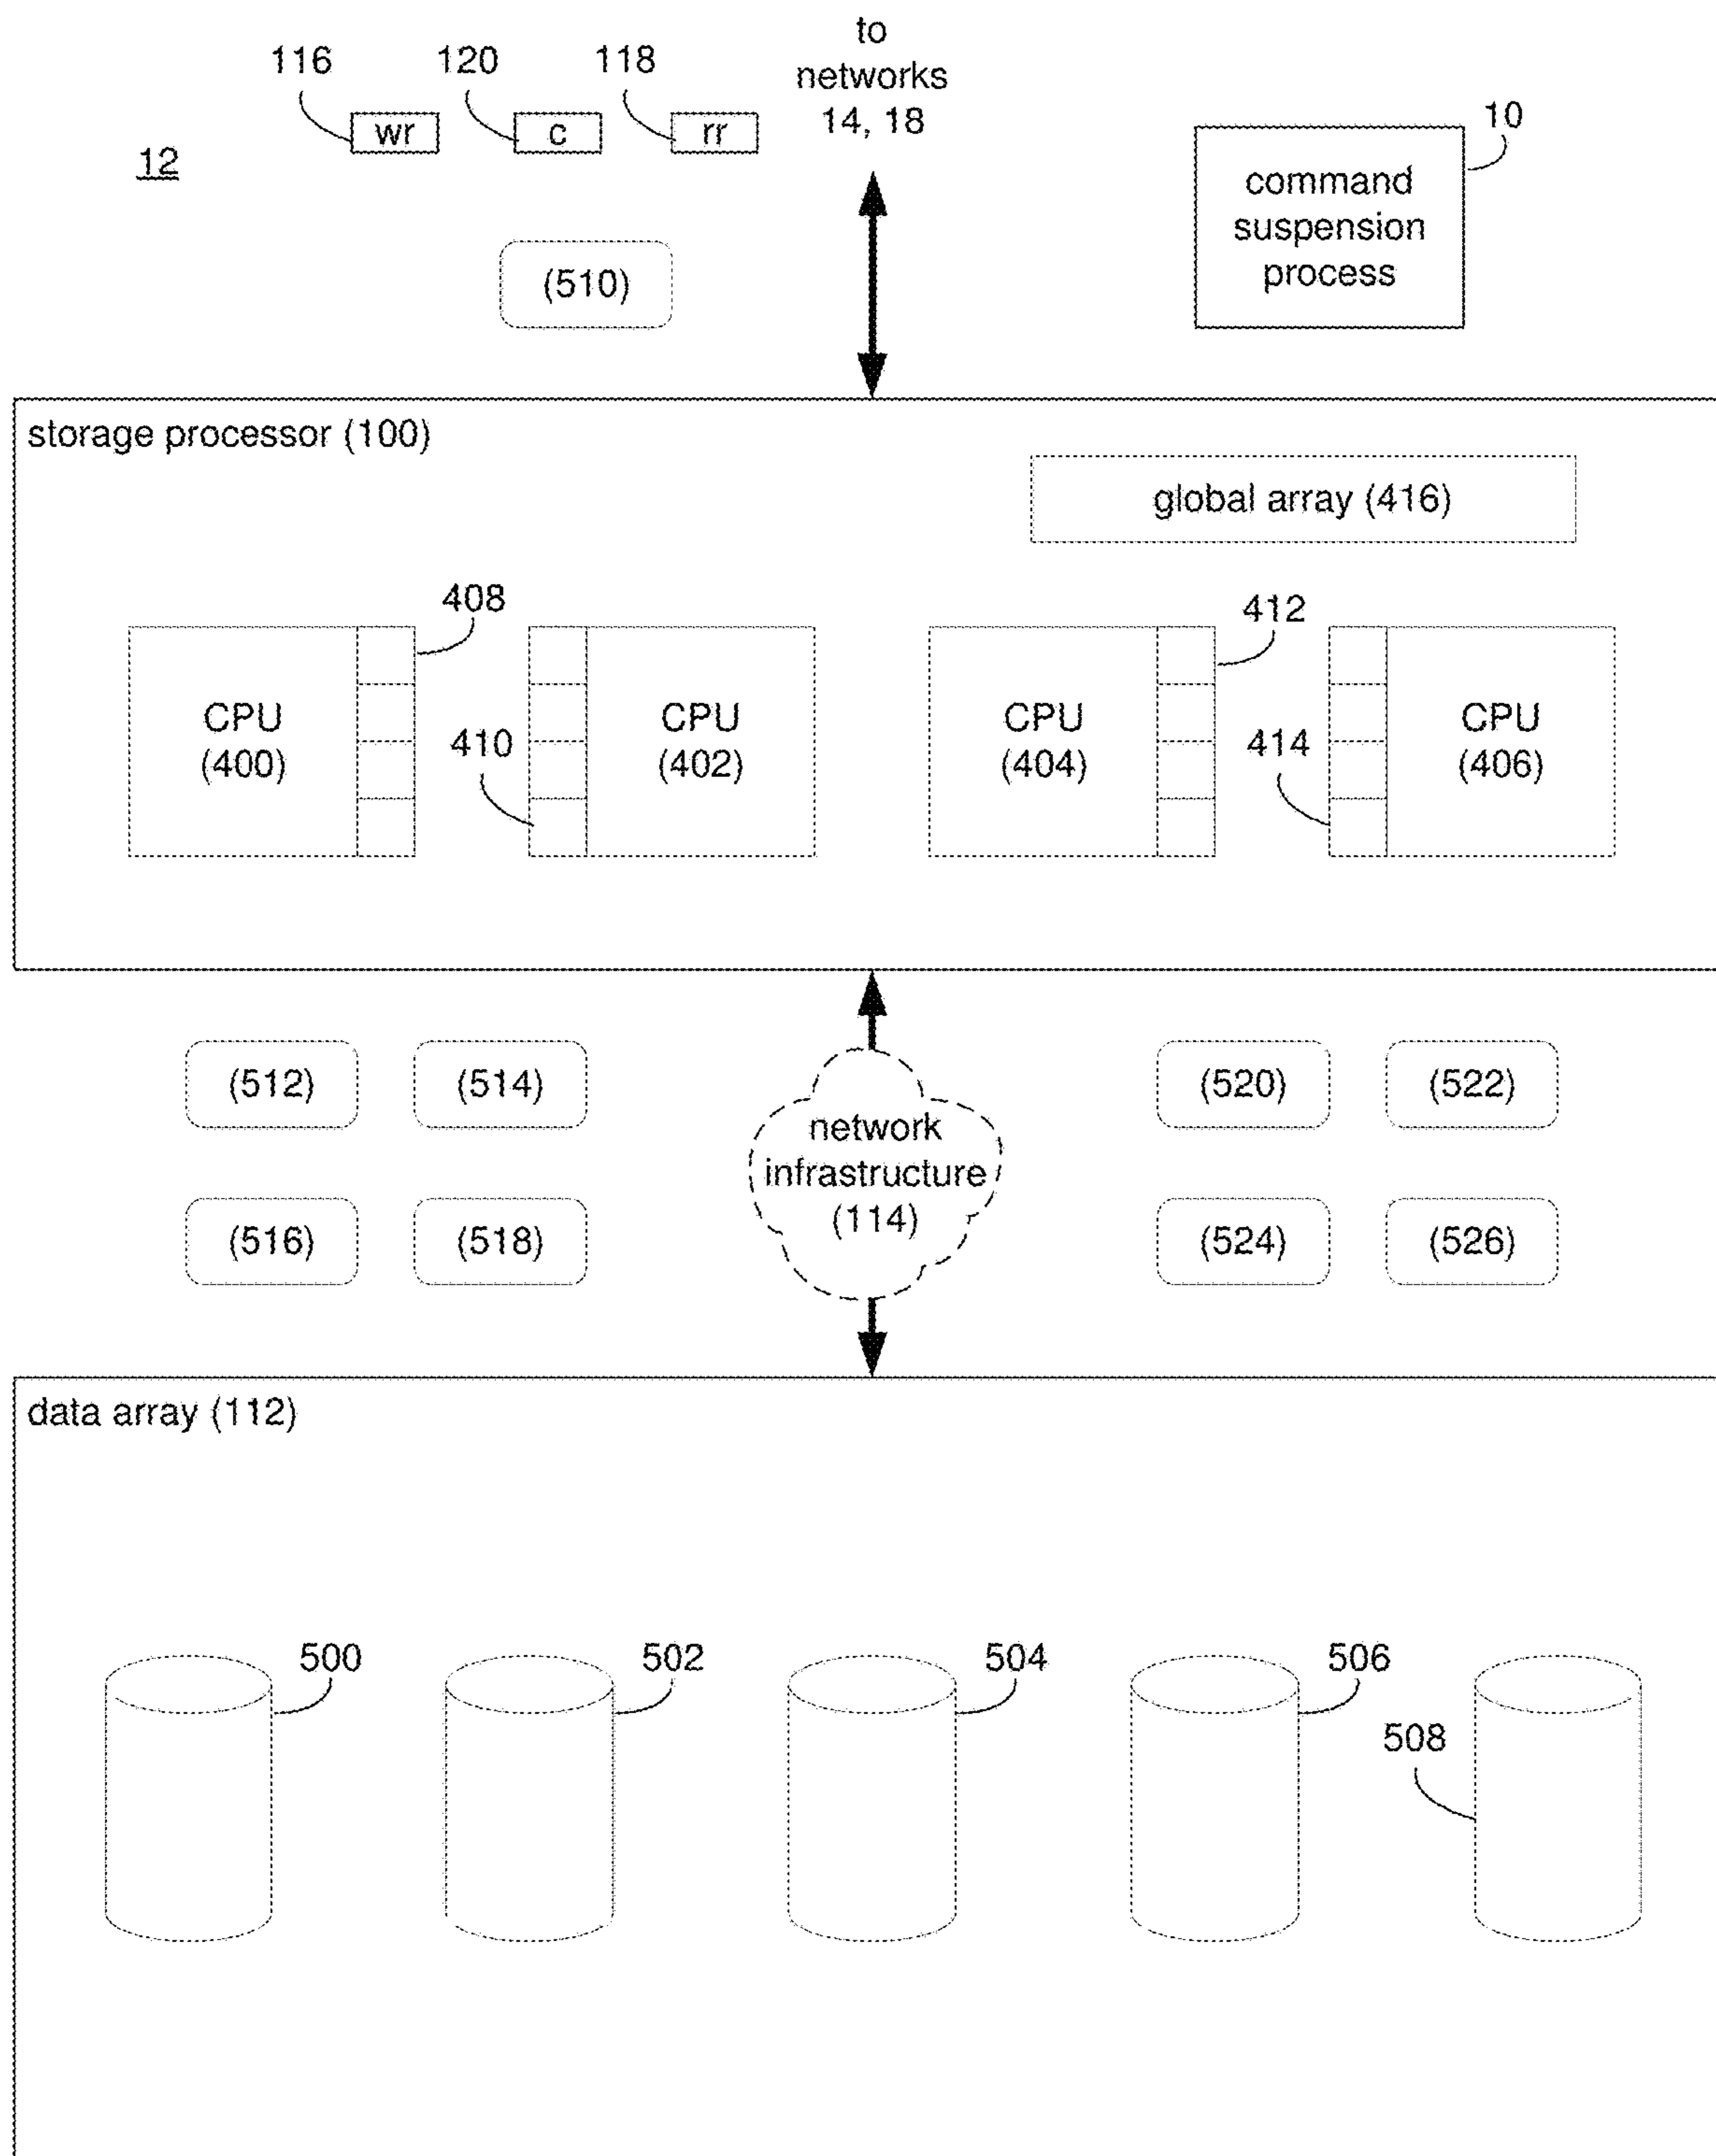 to
networks
14, 18
116
120
118
wr
c
rr
10
12
command
suspension
process
(510)
storage processor (100)
global array (416)
408
412
CPU
(400)
410
CPU
(402)
CPU
(404)
414
CPU
(406)
(512)
(514)
(520)
(522)
network
infrastructure
(114)
(516)
(518)
(524)
(526)
data array (112)
500
502
504
506
508